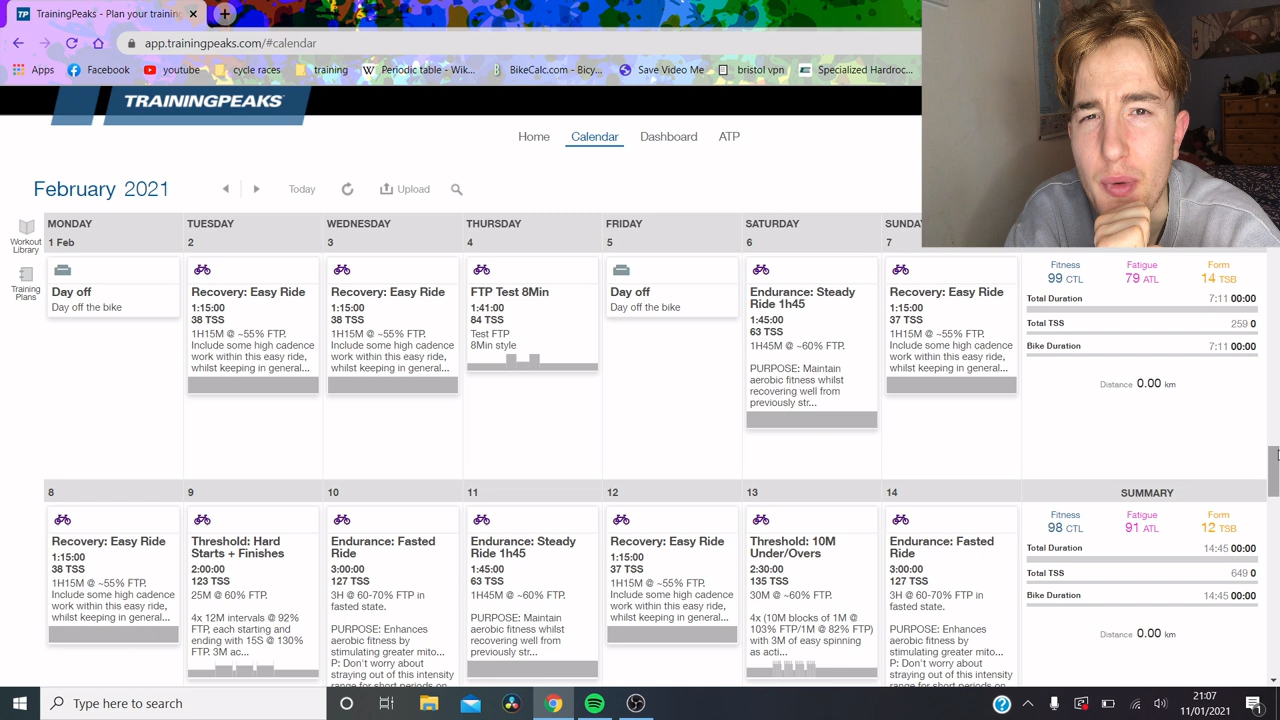 TrainingPeaks - Plan your training
app.trainingpeaks.com/#calendar
Apps
Facebook
youtube
cycle races
training
Periodic table - Wik...
BikeCalc.com - Bicy...
Save Video Me
bristol vpn
Specialized Hardroc...
TRAININGPEAKS
Home
Calendar
Dashboard
ATP
February 2021
Today
Upload
Workout
Library
Training
Plans
MONDAY
TUESDAY
WEDNESDAY
THURSDAY
FRIDAY
SATURDAY
SUNDAY
1 Feb
2
3
4
5
6
7
Day off
Day off the bike
Recovery: Easy Ride
1:15:00
38 TSS
1H15M @ ~55% FTP.
Include some high cadence
work within this easy ride,
whilst keeping in general...
Recovery: Easy Ride
1:15:00
38 TSS
1H15M @ ~55% FTP.
Include some high cadence
work within this easy ride,
whilst keeping in general...
FTP Test 8Min
1:41:00
84 TSS
Test FTP
8Min style
Day off
Day off the bike
Endurance: Steady
Ride 1h45
1:45:00
63 TSS
1H45M @ ~60% FTP.
PURPOSE: Maintain
aerobic fitness whilst
recovering well from
previously str...
Recovery: Easy Ride
1:15:00
37 TSS
1H15M @ ~55% FTP.
Include some high cadence
work within this easy ride,
whilst keeping in general...
Fitness
99 CTL
Fatigue
79 ATL
Form
14 TSB
Total Duration 7:11 00:00
Total TSS 259 0
Bike Duration 7:11 00:00
Distance 0.00 km
8
9
10
11
12
13
14
SUMMARY
Recovery: Easy Ride
1:15:00
38 TSS
1H15M @ ~55% FTP.
Include some high cadence
work within this easy ride,
whilst keeping in general...
Threshold: Hard
Starts + Finishes
2:00:00
123 TSS
25M @ 60% FTP.
4x 12M intervals @ 92%
FTP, each starting and
ending with 15S @ 130%
FTP. 3M ac...
Endurance: Fasted
Ride
3:00:00
127 TSS
3H @ 60-70% FTP in
fasted state.
PURPOSE: Enhances
aerobic fitness by
stimulating greater mito...
P: Don't worry about
straying out of this intensity
range for short periods on
Endurance: Steady
Ride 1h45
1:45:00
63 TSS
1H45M @ ~60% FTP.
PURPOSE: Maintain
aerobic fitness whilst
recovering well from
previously str...
Recovery: Easy Ride
1:15:00
37 TSS
1H15M @ ~55% FTP.
Include some high cadence
work within this easy ride,
whilst keeping in general...
Threshold: 10M
Under/Overs
2:30:00
135 TSS
30M @ ~60% FTP.
4x (10M blocks of 1M @
103% FTP/1M @ 82% FTP)
with 3M of easy spinning
as acti...
Endurance: Fasted
Ride
3:00:00
127 TSS
3H @ 60-70% FTP in
fasted state.
PURPOSE: Enhances
aerobic fitness by
stimulating greater mito...
P: Don't worry about
straying out of this intensity
range for short periods on
Fitness
98 CTL
Fatigue
91 ATL
Form
12 TSB
Total Duration 14:45 00:00
Total TSS 649 0
Bike Duration 14:45 00:00
Distance 0.00 km
Type here to search
21:07
11/01/2021